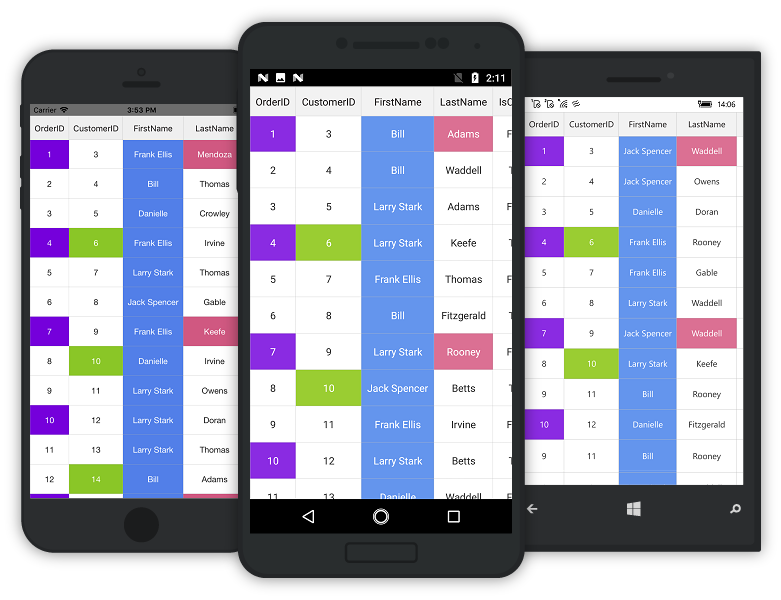 Carrier 3:53 PM
OrderID CustomerID FirstName LastName
1 3 Frank Ellis Mendoza
2 4 Bill Thomas
3 5 Danielle Crowley
4 6 Frank Ellis Irvine
5 7 Larry Stark Thomas
6 8 Jack Spencer Gable
7 9 Frank Ellis Keefe
8 10 Danielle Irvine
9 11 Larry Stark Owens
10 12 Larry Stark Doran
11 13 Larry Stark Thomas
12 14 Bill Adams
2:11
OrderID CustomerID FirstName LastName
1 3 Bill Adams
2 4 Bill Waddell
3 5 Larry Stark Adams
4 6 Larry Stark Keefe
5 7 Frank Ellis Thomas
6 8 Bill Fitzgerald
7 9 Larry Stark Rooney
8 10 Jack Spencer Betts
9 11 Frank Ellis Irvine
10 12 Larry Stark Betts
11 13 Danielle Waddell
14:06
OrderID CustomerID FirstName LastName
1 3 Jack Spencer Waddell
2 4 Jack Spencer Owens
3 5 Danielle Doran
4 6 Frank Ellis Rooney
5 7 Frank Ellis Gable
6 8 Larry Stark Waddell
7 9 Jack Spencer Waddell
8 10 Larry Stark Keefe
9 11 Bill Rooney
10 12 Danielle Fitzgerald
9 11 Bill Rooney